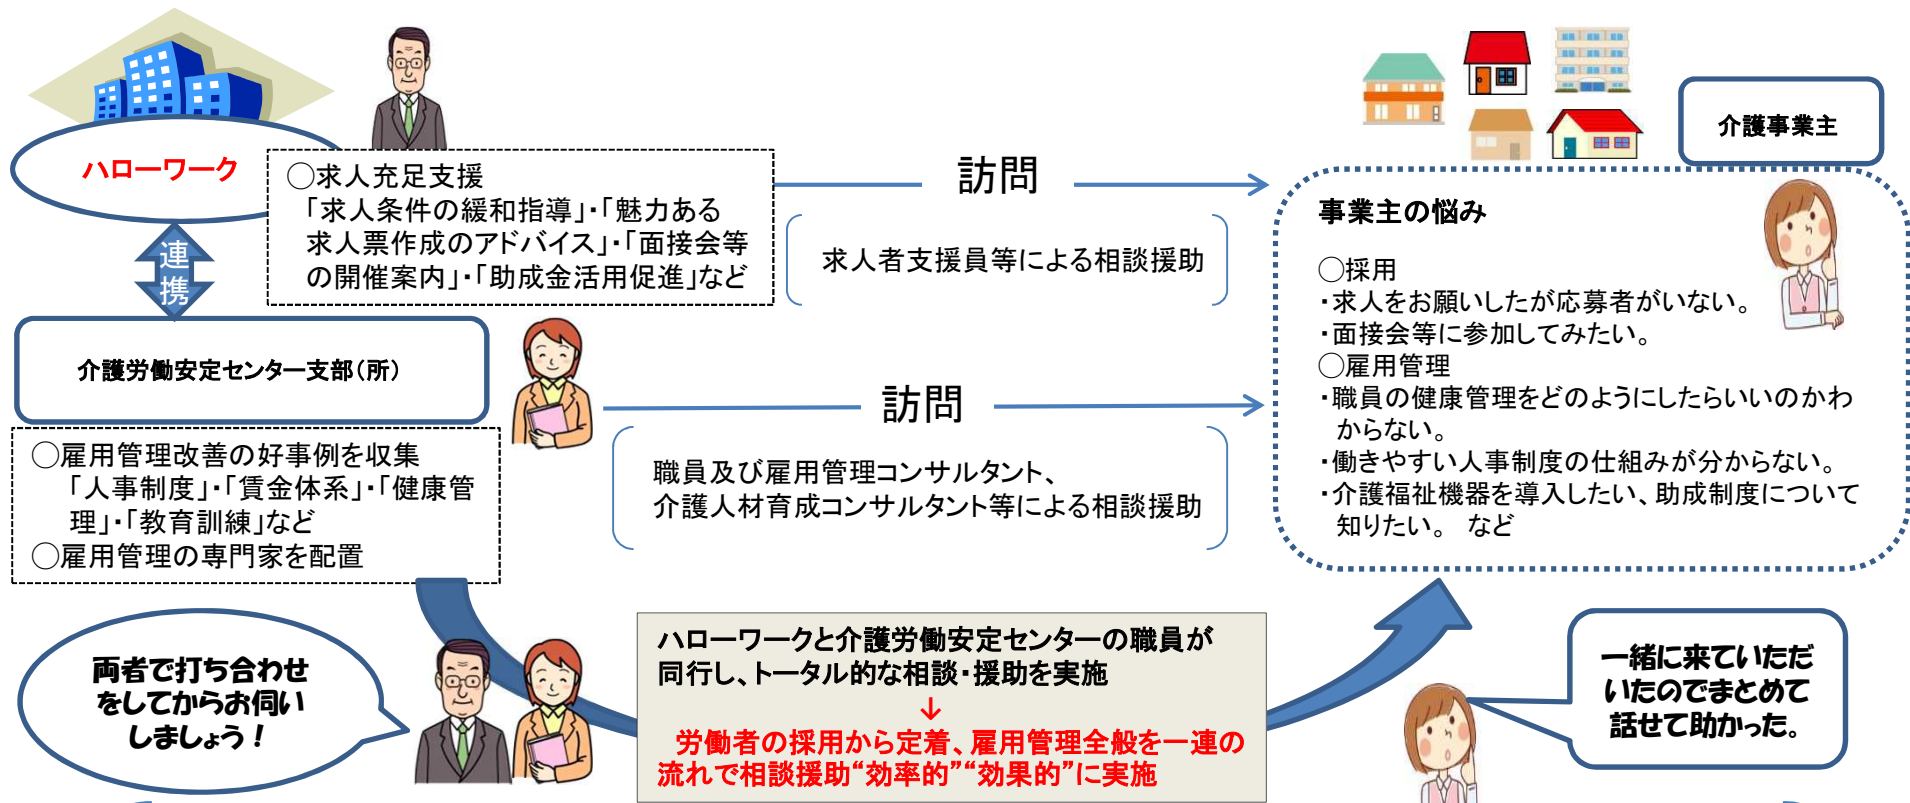 ハローワーク
○求人充足支援
「求人条件の緩和指導」・「魅力ある
求人票作成のアドバイス」・「面接会等
の開催案内」・「助成金活用促進」など
訪問
求人者支援員等による相談援助
介護事業主
事業主の悩み
○採用
・求人をお願いしたが応募者がいない。
・面接会等に参加してみたい。
○雇用管理
・職員の健康管理をどのようにしたらいいのかわ
からない。
・働きやすい人事制度の仕組みが分からない。
・介護福祉機器を導入したい、助成制度について
知りたい。 など
連
携
介護労働安定センター支部(所)
訪問
職員及び雇用管理コンサルタント、
介護人材育成コンサルタント等による相談援助
○雇用管理改善の好事例を収集
「人事制度」・「賃金体系」・「健康管
理」・「教育訓練」など
○雇用管理の専門家を配置
両者で打ち合わせ
をしてからお伺い
しましょう！
ハローワークと介護労働安定センターの職員が
同行し、トータル的な相談・援助を実施
↓
労働者の採用から定着、雇用管理全般を一連の
流れで相談援助“効率的”“効果的”に実施
一緒に来ていただ
いたのでまとめて
話せて助かった。